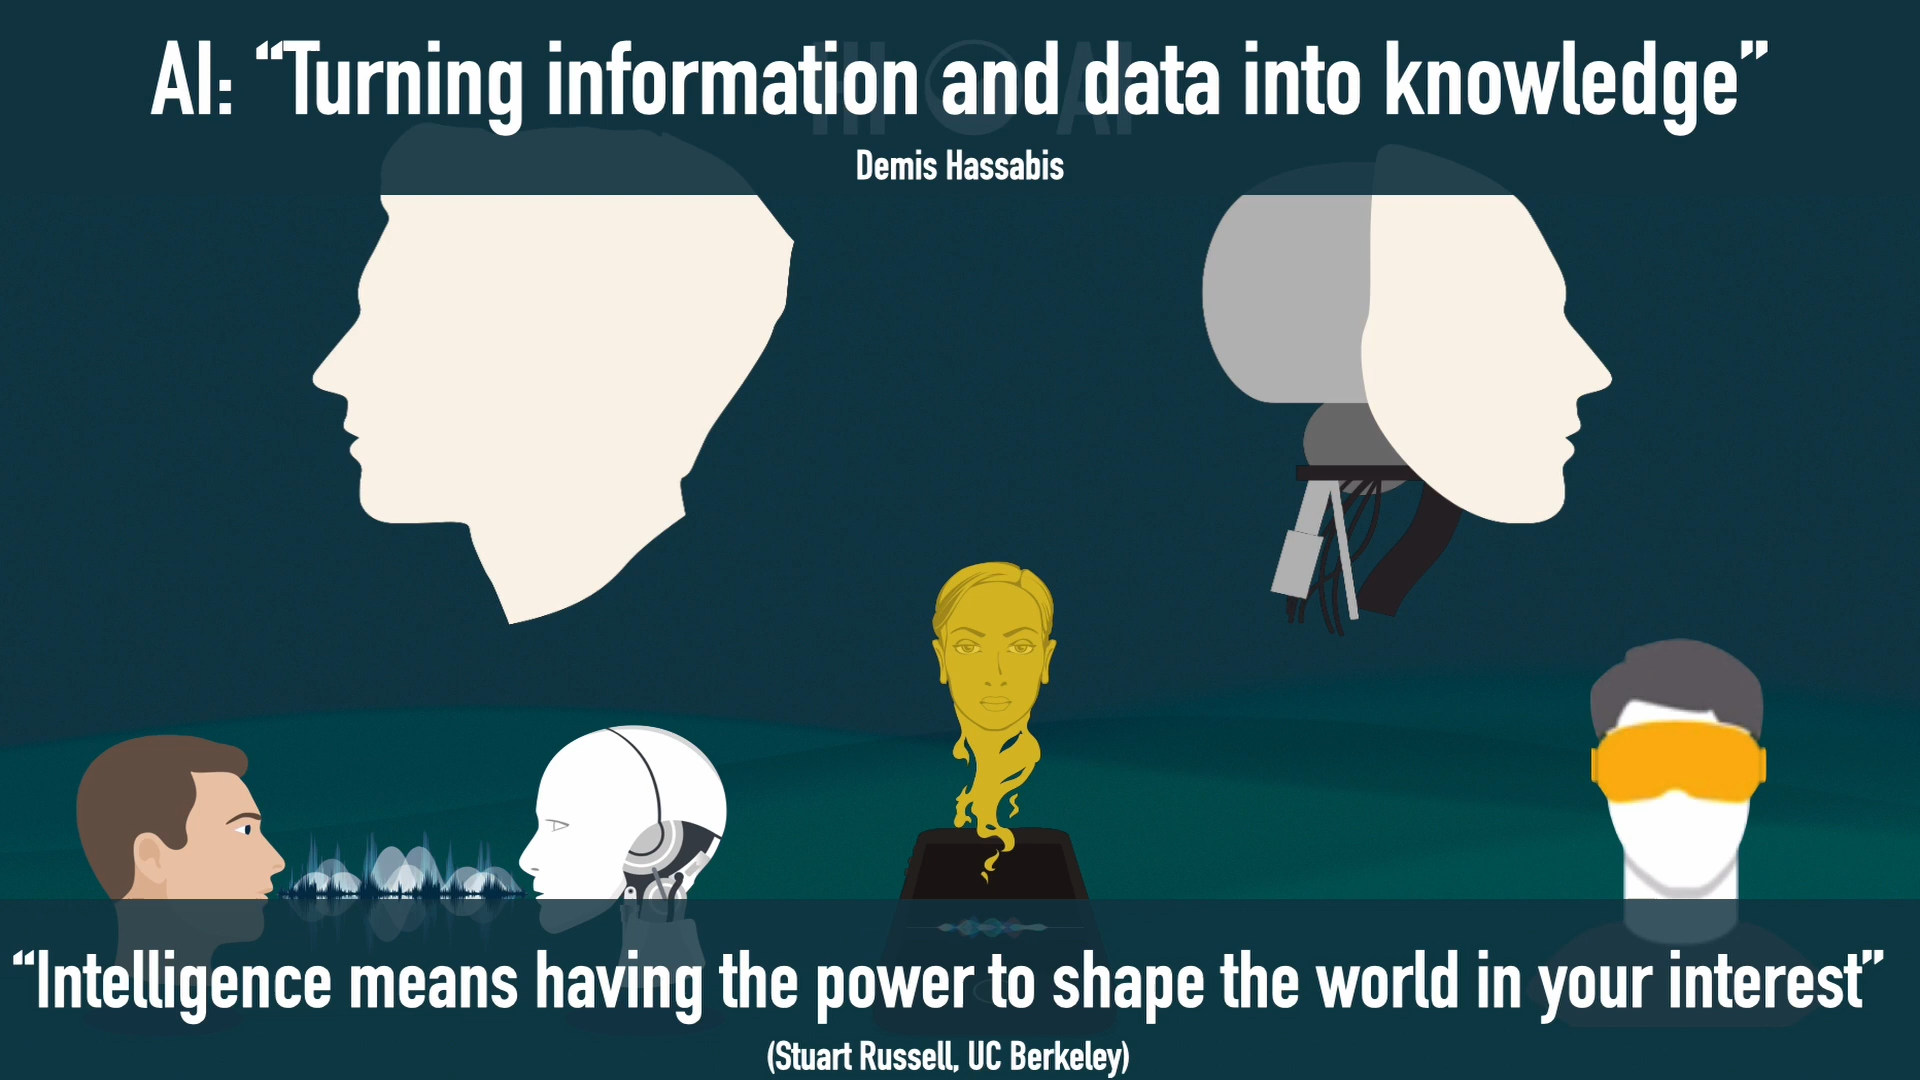 AI: “Turning information and data into knowledge”
Demis Hassabis
“Intelligence means having the power to shape the world in your interest”
(Stuart Russell, UC Berkeley)